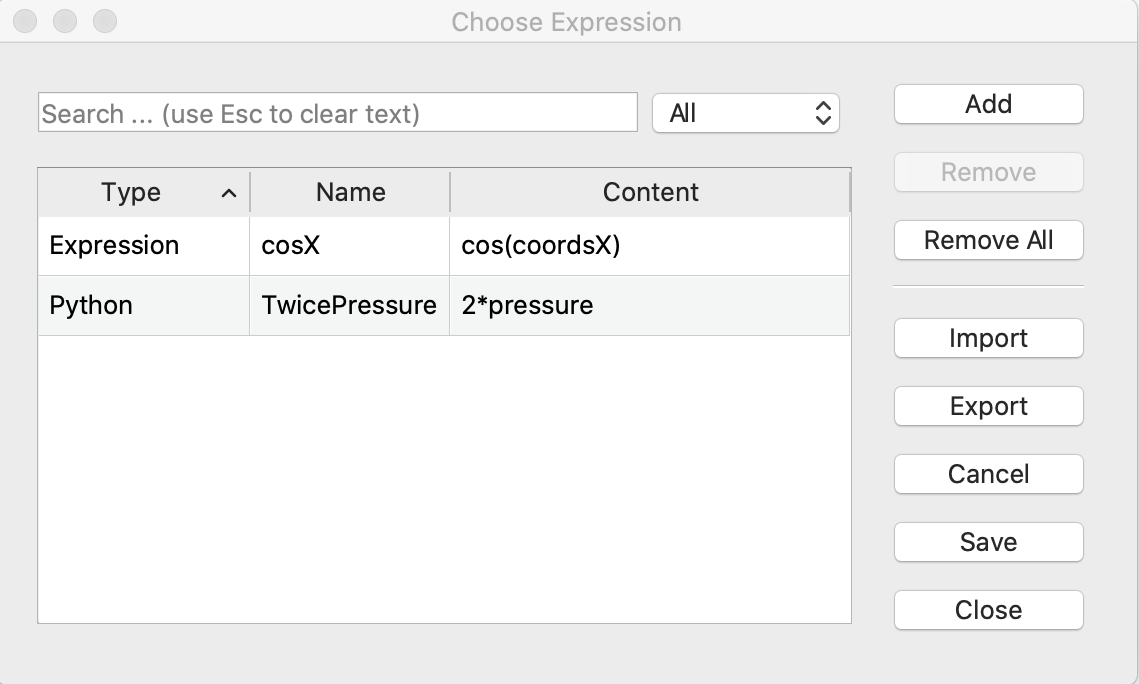 Choose Expression
Search ... (use Esc to clear text)
All
Add
Remove
Remove All
Type Name Content
Expression cosX cos(coordsX)
Python TwicePressure 2*pressure
Import
Export
Cancel
Save
Close